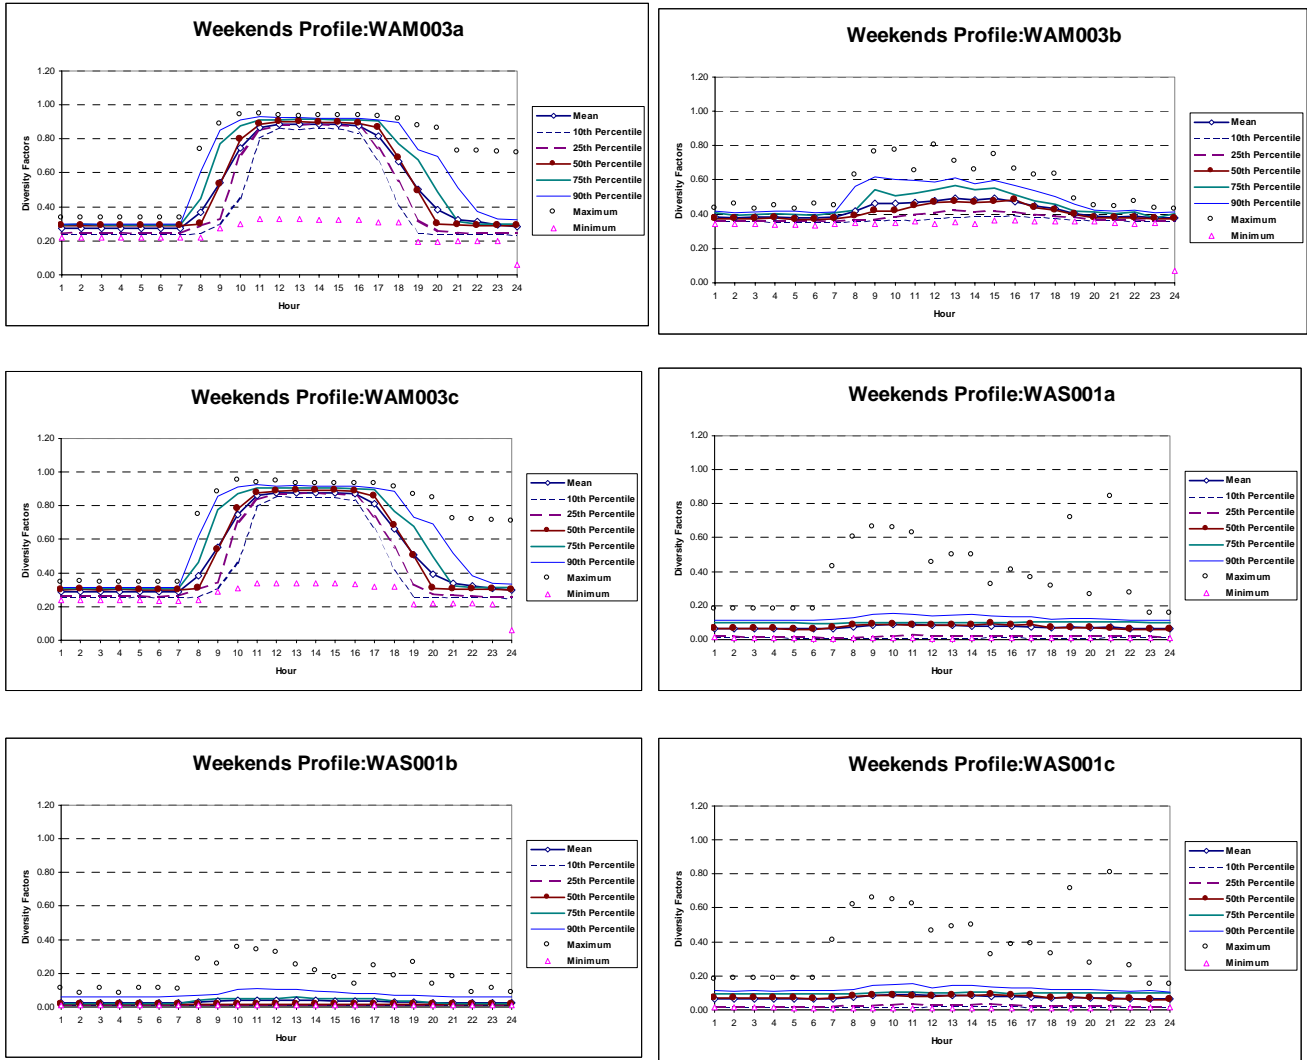 Weekends Profile:WAM003a
1.20
1.00
0.80
0.60
0.40
0.20
0.00
Diversity Factors
1 2 3 4 5 6 7 8 9 10 11 12 13 14 15 16 17 18 19 20 21 22 23 24
Hour
Mean
10th Percentile
25th Percentile
50th Percentile
75th Percentile
90th Percentile
Maximum
Minimum
Weekends Profile:WAM003b
1.20
1.00
0.80
0.60
0.40
0.20
0.00
Diversity Factors
1 2 3 4 5 6 7 8 9 10 11 12 13 14 15 16 17 18 19 20 21 22 23 24
Hour
Mean
10th Percentile
25th Percentile
50th Percentile
75th Percentile
90th Percentile
Maximum
Minimum
Weekends Profile:WAM003c
1.20
1.00
0.80
0.60
0.40
0.20
0.00
Diversity Factors
1 2 3 4 5 6 7 8 9 10 11 12 13 14 15 16 17 18 19 20 21 22 23 24
Hour
Mean
10th Percentile
25th Percentile
50th Percentile
75th Percentile
90th Percentile
Maximum
Minimum
Weekends Profile:WAS001a
1.20
1.00
0.80
0.60
0.40
0.20
0.00
Diversity Factors
1 2 3 4 5 6 7 8 9 10 11 12 13 14 15 16 17 18 19 20 21 22 23 24
Hour
Mean
10th Percentile
25th Percentile
50th Percentile
75th Percentile
90th Percentile
Maximum
Minimum
Weekends Profile:WAS001b
1.20
1.00
0.80
0.60
0.40
0.20
0.00
Diversity Factors
1 2 3 4 5 6 7 8 9 10 11 12 13 14 15 16 17 18 19 20 21 22 23 24
Hour
Mean
10th Percentile
25th Percentile
50th Percentile
75th Percentile
90th Percentile
Maximum
Minimum
Weekends Profile:WAS001c
1.20
1.00
0.80
0.60
0.40
0.20
0.00
Diversity Factors
1 2 3 4 5 6 7 8 9 10 11 12 13 14 15 16 17 18 19 20 21 22 23 24
Hour
Mean
10th Percentile
25th Percentile
50th Percentile
75th Percentile
90th Percentile
Maximum
Minimum